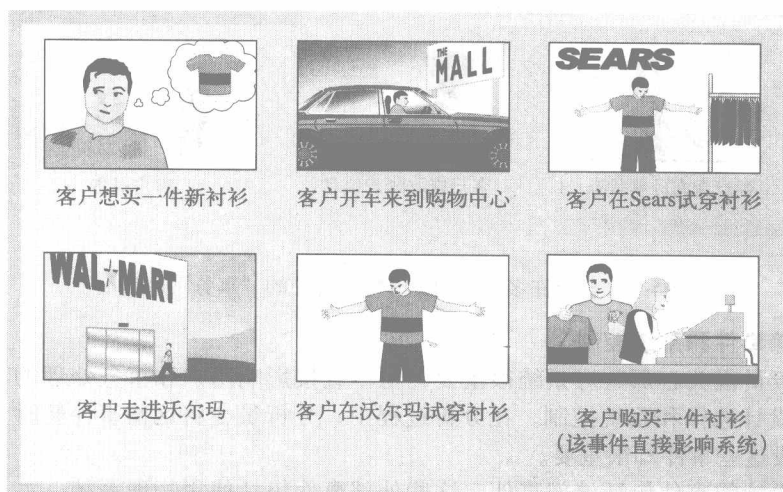 THE
MALL
SEARS
客户想买一件新衬衫
客户开车来到购物中心
客户在Sears试穿衬衫
WAL★MART
客户走进沃尔玛
客户在沃尔玛试穿衬衫
客户购买一件衬衫
（该事件直接影响系统）